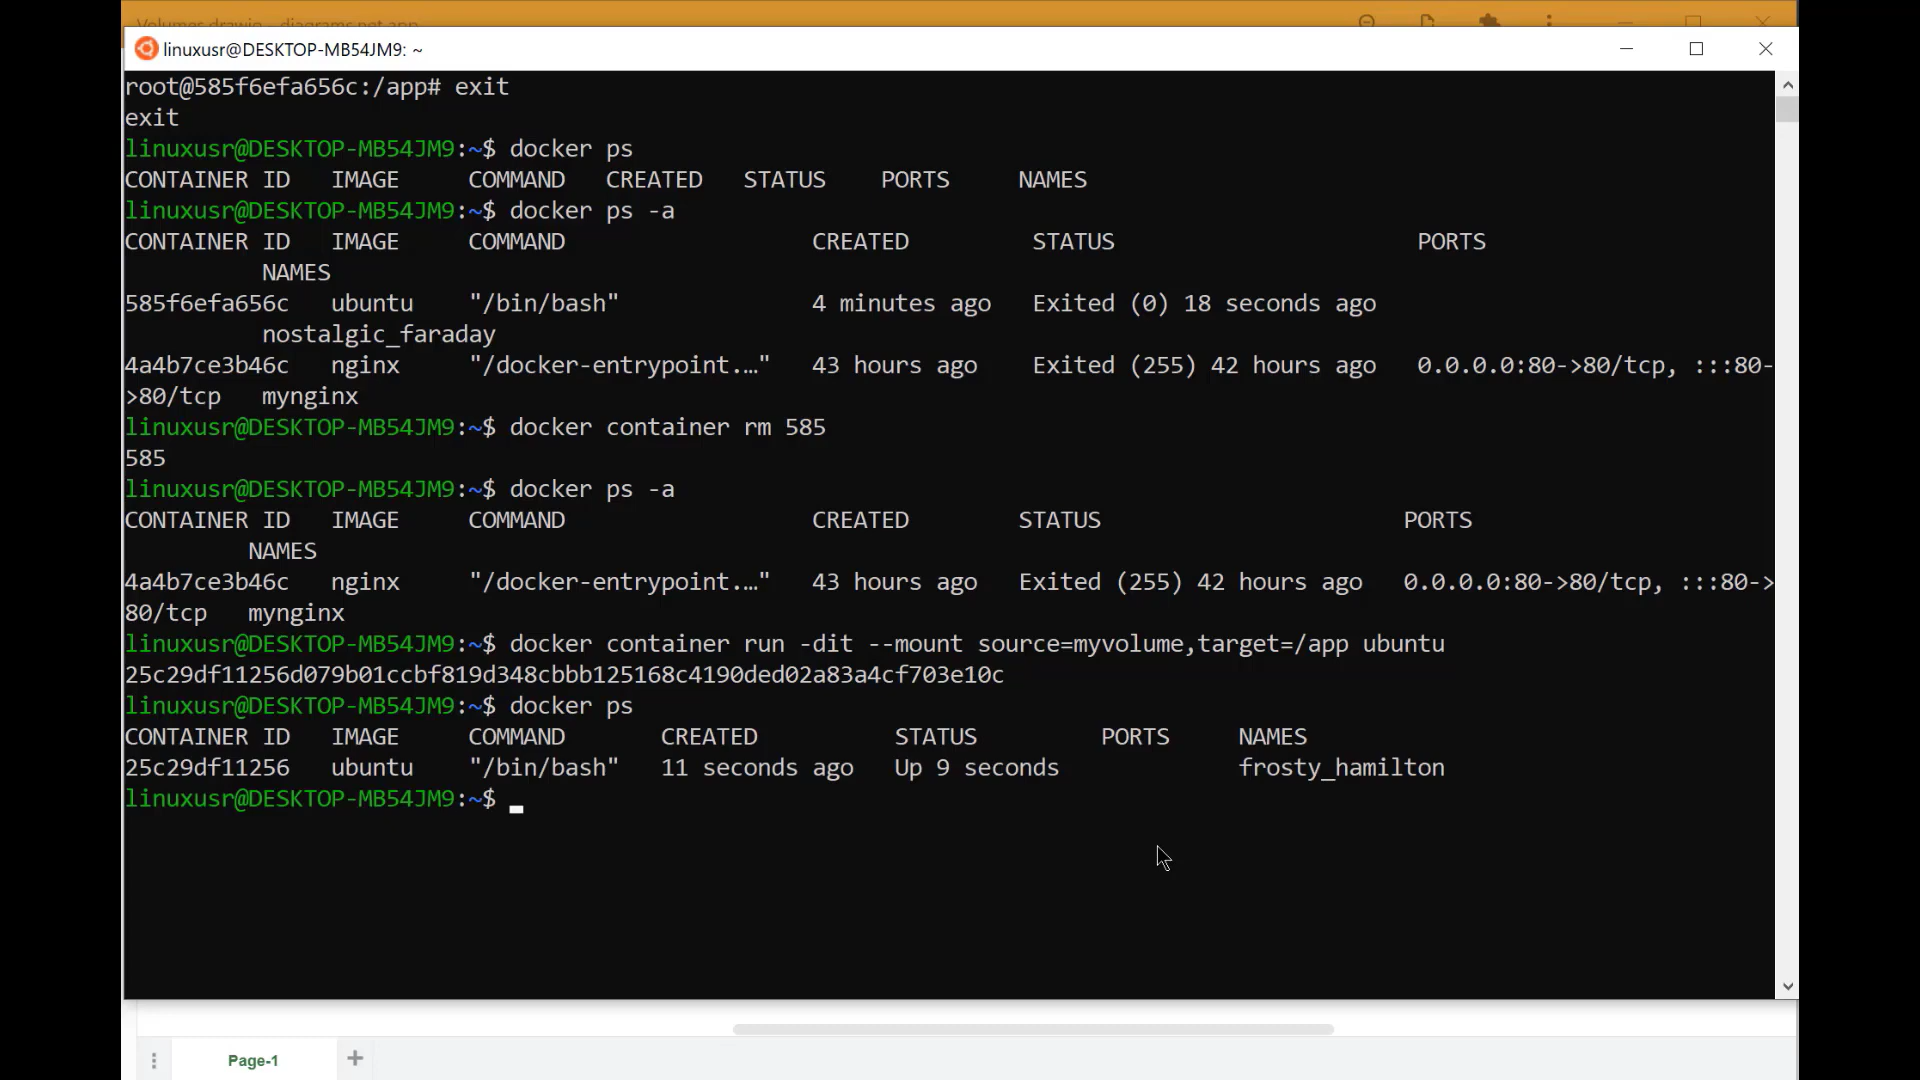 Volumes.drawio - diagrams.net app
linuxusr@DESKTOP-MB54JM9: ~
root@585f6efa656c:/app# exit
exit
linuxusr@DESKTOP-MB54JM9:~$ docker ps
CONTAINER ID   IMAGE     COMMAND   CREATED   STATUS    PORTS     NAMES
linuxusr@DESKTOP-MB54JM9:~$ docker ps -a
CONTAINER ID   IMAGE     COMMAND                  CREATED         STATUS                      PORTS
          NAMES
585f6efa656c   ubuntu    "/bin/bash"              4 minutes ago   Exited (0) 18 seconds ago
          nostalgic_faraday
4a4b7ce3b46c   nginx     "/docker-entrypoint.…"   43 hours ago    Exited (255) 42 hours ago   0.0.0.0:80->80/tcp, :::80-
>80/tcp   mynginx
linuxusr@DESKTOP-MB54JM9:~$ docker container rm 585
585
linuxusr@DESKTOP-MB54JM9:~$ docker ps -a
CONTAINER ID   IMAGE     COMMAND                  CREATED        STATUS                      PORTS
         NAMES
4a4b7ce3b46c   nginx     "/docker-entrypoint.…"   43 hours ago   Exited (255) 42 hours ago   0.0.0.0:80->80/tcp, :::80->
80/tcp   mynginx
linuxusr@DESKTOP-MB54JM9:~$ docker container run -dit --mount source=myvolume,target=/app ubuntu
25c29df11256d079b01ccbf819d348cbbb125168c4190ded02a83a4cf703e10c
linuxusr@DESKTOP-MB54JM9:~$ docker ps
CONTAINER ID   IMAGE     COMMAND       CREATED          STATUS         PORTS     NAMES
25c29df11256   ubuntu    "/bin/bash"   11 seconds ago   Up 9 seconds             frosty_hamilton
linuxusr@DESKTOP-MB54JM9:~$
Page-1